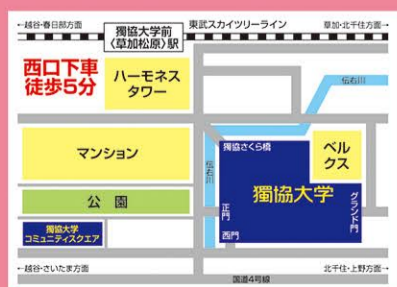 ←越谷・春日部方面
獨協大学前
〈草加松原〉駅
東武スカイツリーライン
草加・北千住方面→
西口下車
徒歩5分
ハーモネス
タワー
伝右川
マンション
伝右川
獨協さくら橋
ベル
クス
獨協大学
公園
正門
グランド門
獨協大学
コミュニティスクエア
西門
←越谷・さいたま方面
国道4号線
北千住・上野方面→